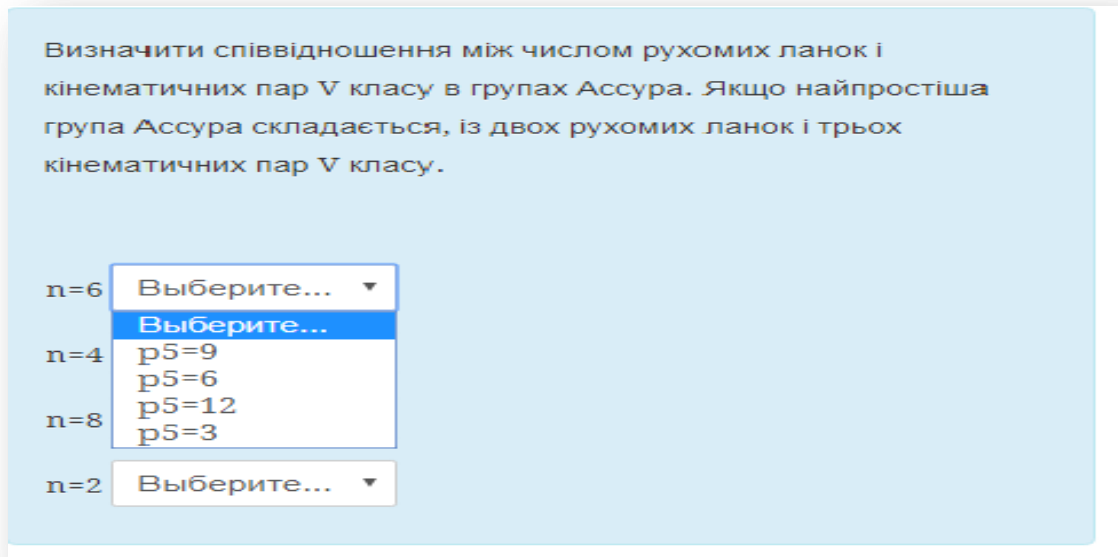 Визначити співвідношення між числом рухомих ланок і
кінематичних пар V класу в групах Ассура. Якщо найпростіша
група Ассура складається, із двох рухомих ланок і трьох
кінематичних пар V класу.
n=6 Выберите...
Выберите...
n=4 p5=9
p5=6
p5=12
n=8 p5=3
n=2 Выберите...